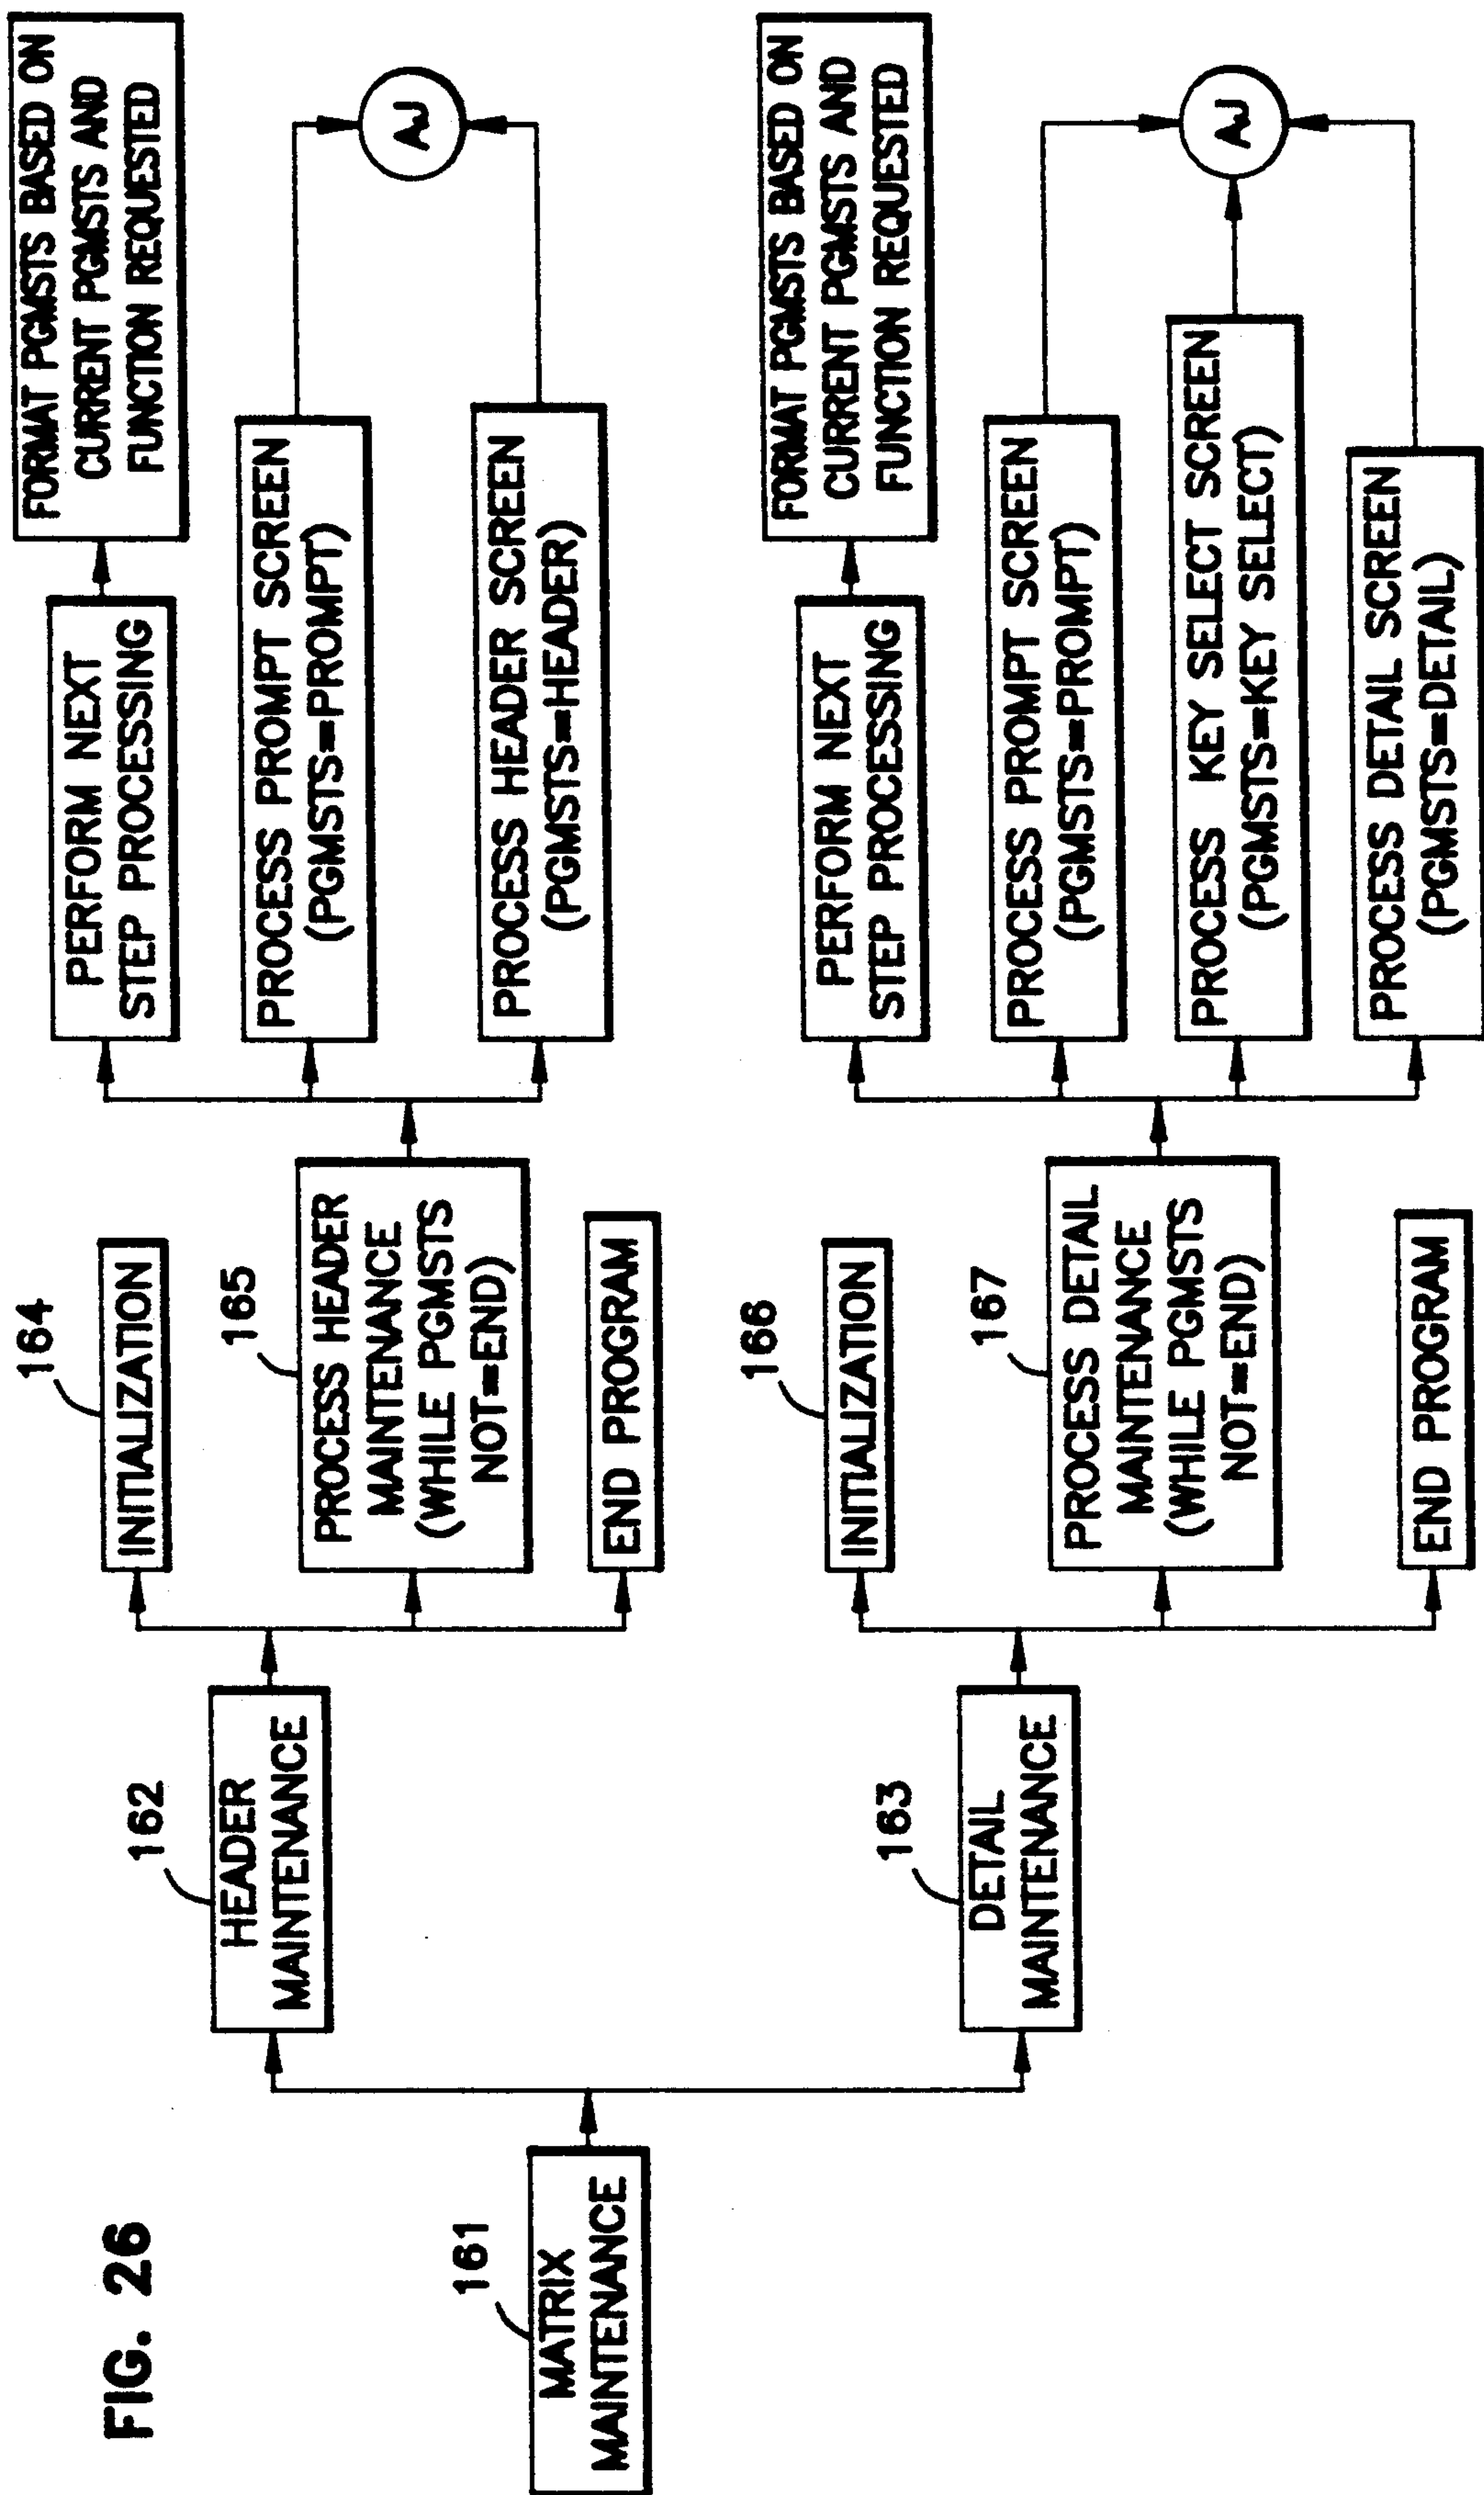 FIG. 26
161
MATRIX
MAINTENANCE
162
HEADER
MAINTENANCE
164
INITIALIZATION
165
PROCESS HEADER
MAINTENANCE
(WHILE PGMSTS
NOT=END)
END PROGRAM
PERFORM NEXT
STEP PROCESSING
FORMAT PGMSTS BASED ON
CURRENT PGMSTS AND
FUNCTION REQUESTED
PROCESS PROMPT SCREEN
(PGMSTS=PROMPT)
PROCESS HEADER SCREEN
(PGMSTS=HEADER)
AJ
163
DETAIL
MAINTENANCE
166
INITIALIZATION
167
PROCESS DETAIL
MAINTENANCE
(WHILE PGMSTS
NOT=END)
END PROGRAM
PERFORM NEXT
STEP PROCESSING
FORMAT PGMSTS BASED ON
CURRENT PGMSTS AND
FUNCTION REQUESTED
PROCESS PROMPT SCREEN
(PGMSTS=PROMPT)
PROCESS KEY SELECT SCREEN
(PGMSTS=KEY SELECT)
PROCESS DETAIL SCREEN
(PGMSTS=DETAIL)
AJ